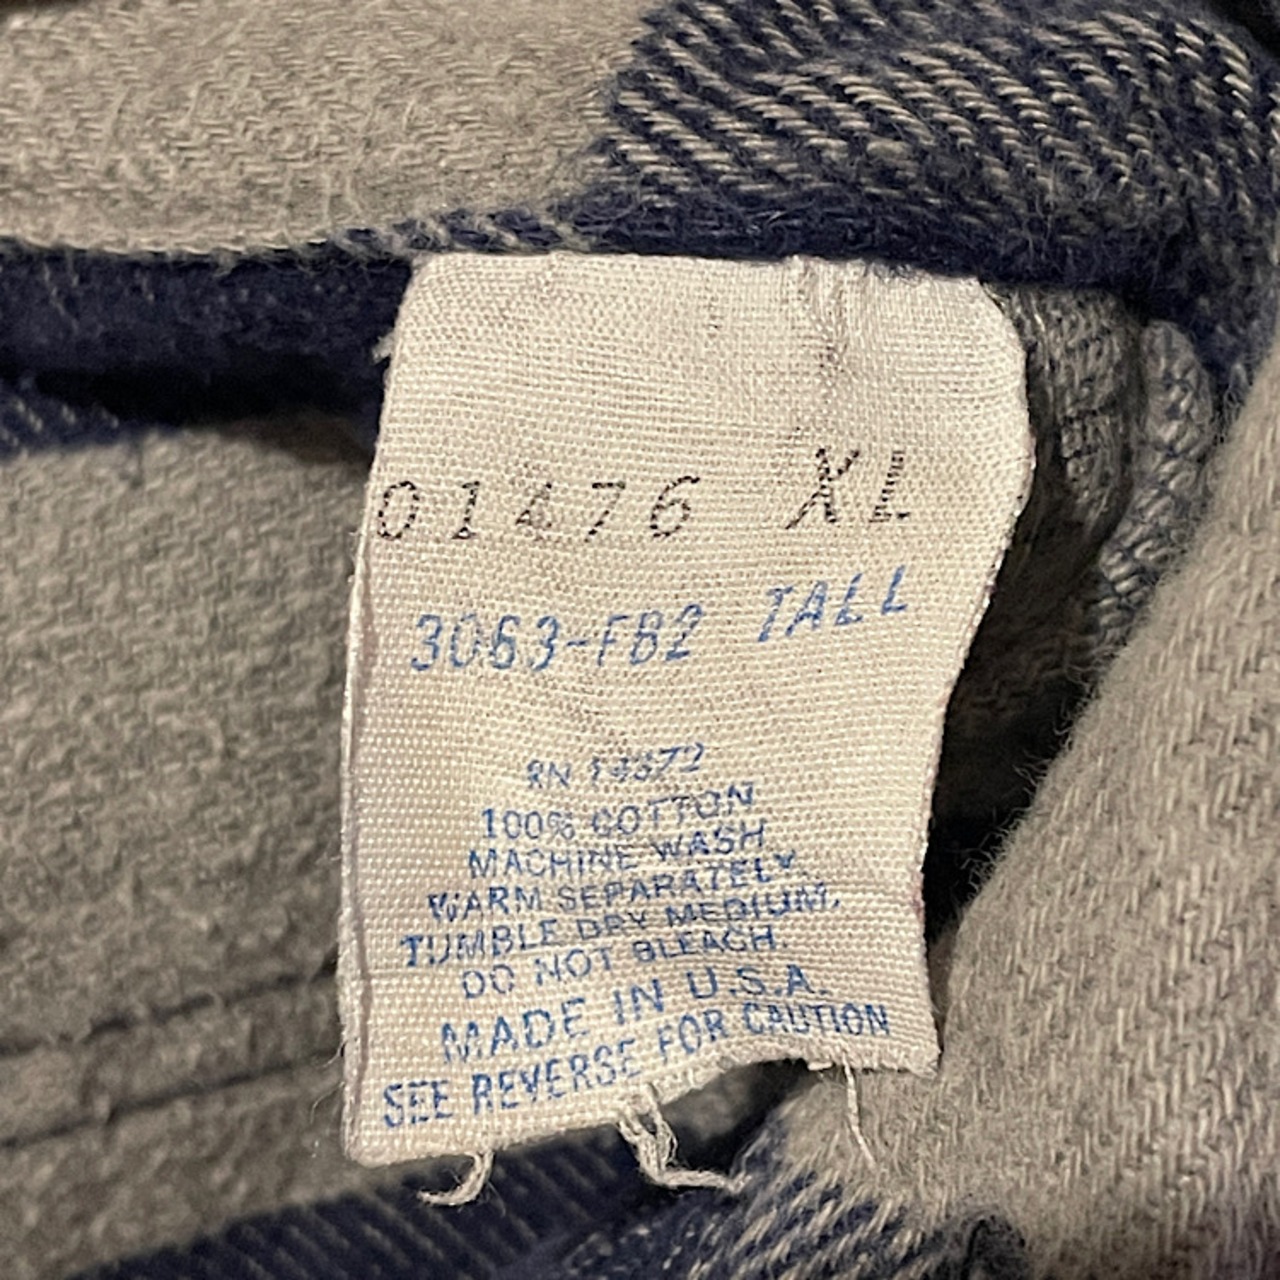 01476 XL
3063-FB2 TALL
RN 14372
100% COTTON
MACHINE WASH
WARM SEPARATELY.
TUMBLE DRY MEDIUM.
DO NOT BLEACH.
MADE IN U.S.A.
SEE REVERSE FOR CAUTION